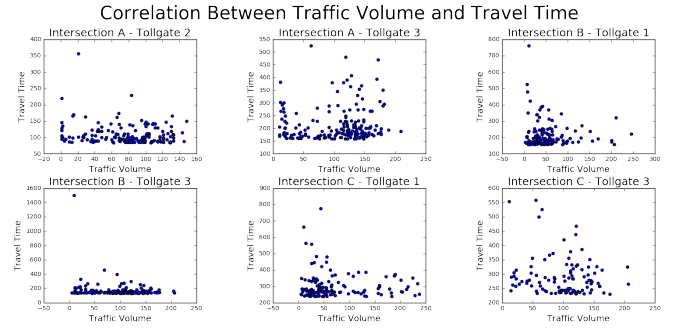 Correlation Between Traffic Volume and Travel Time
Intersection A - Tollgate 2
Intersection A - Tollgate 3
Intersection B - Tollgate 1
Travel Time
400
350
300
250
200
150
100
50
-20 0 20 40 60 80 100 120 140 160
Traffic Volume
Travel Time
550
500
450
400
350
300
250
200
150
100
0 50 100 150 200 250
Traffic Volume
Travel Time
800
700
600
500
400
300
200
100
-50 0 50 100 150 200 250 300
Traffic Volume
Intersection B - Tollgate 3
Intersection C - Tollgate 1
Intersection C - Tollgate 3
Travel Time
1600
1400
1200
1000
800
600
400
200
0
-50 0 50 100 150 200 250
Traffic Volume
Travel Time
900
800
700
600
500
400
300
200
-50 0 50 100 150 200 250
Traffic Volume
Travel Time
600
550
500
450
400
350
300
250
200
0 50 100 150 200 250
Traffic Volume